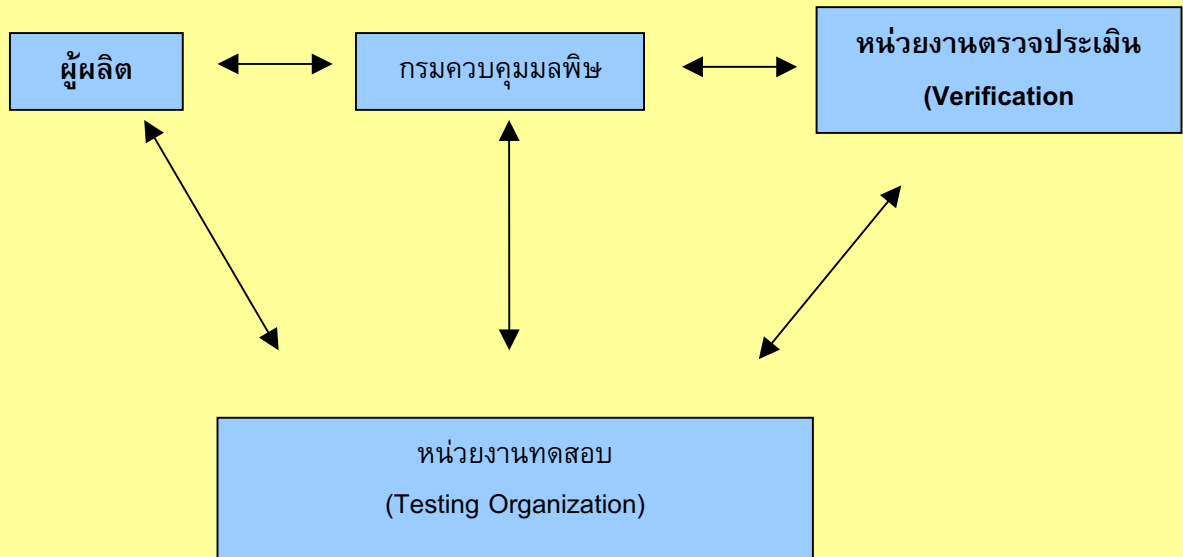 ผู้ผลิต
กรมควบคุมมลพิษ
หน่วยงานตรวจประเมิน
(Verification
หน่วยงานทดสอบ
(Testing Organization)